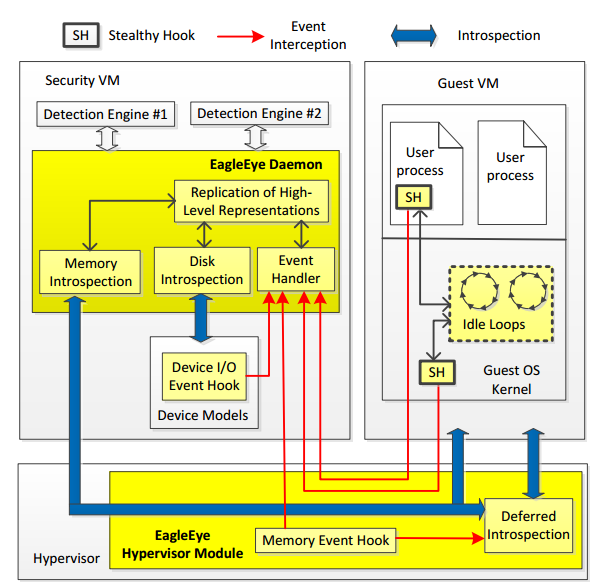 SH Stealthy Hook
Event
Interception
Introspection
Security VM
Detection Engine #1
Detection Engine #2
EagleEye Daemon
Replication of High-
Level Representations
Memory
Introspection
Disk
Introspection
Event
Handler
Device I/O
Event Hook
Device Models
Guest VM
User
process
User
process
SH
Idle Loops
SH
Guest OS
Kernel
Hypervisor
EagleEye
Hypervisor Module
Memory Event Hook
Deferred
Introspection